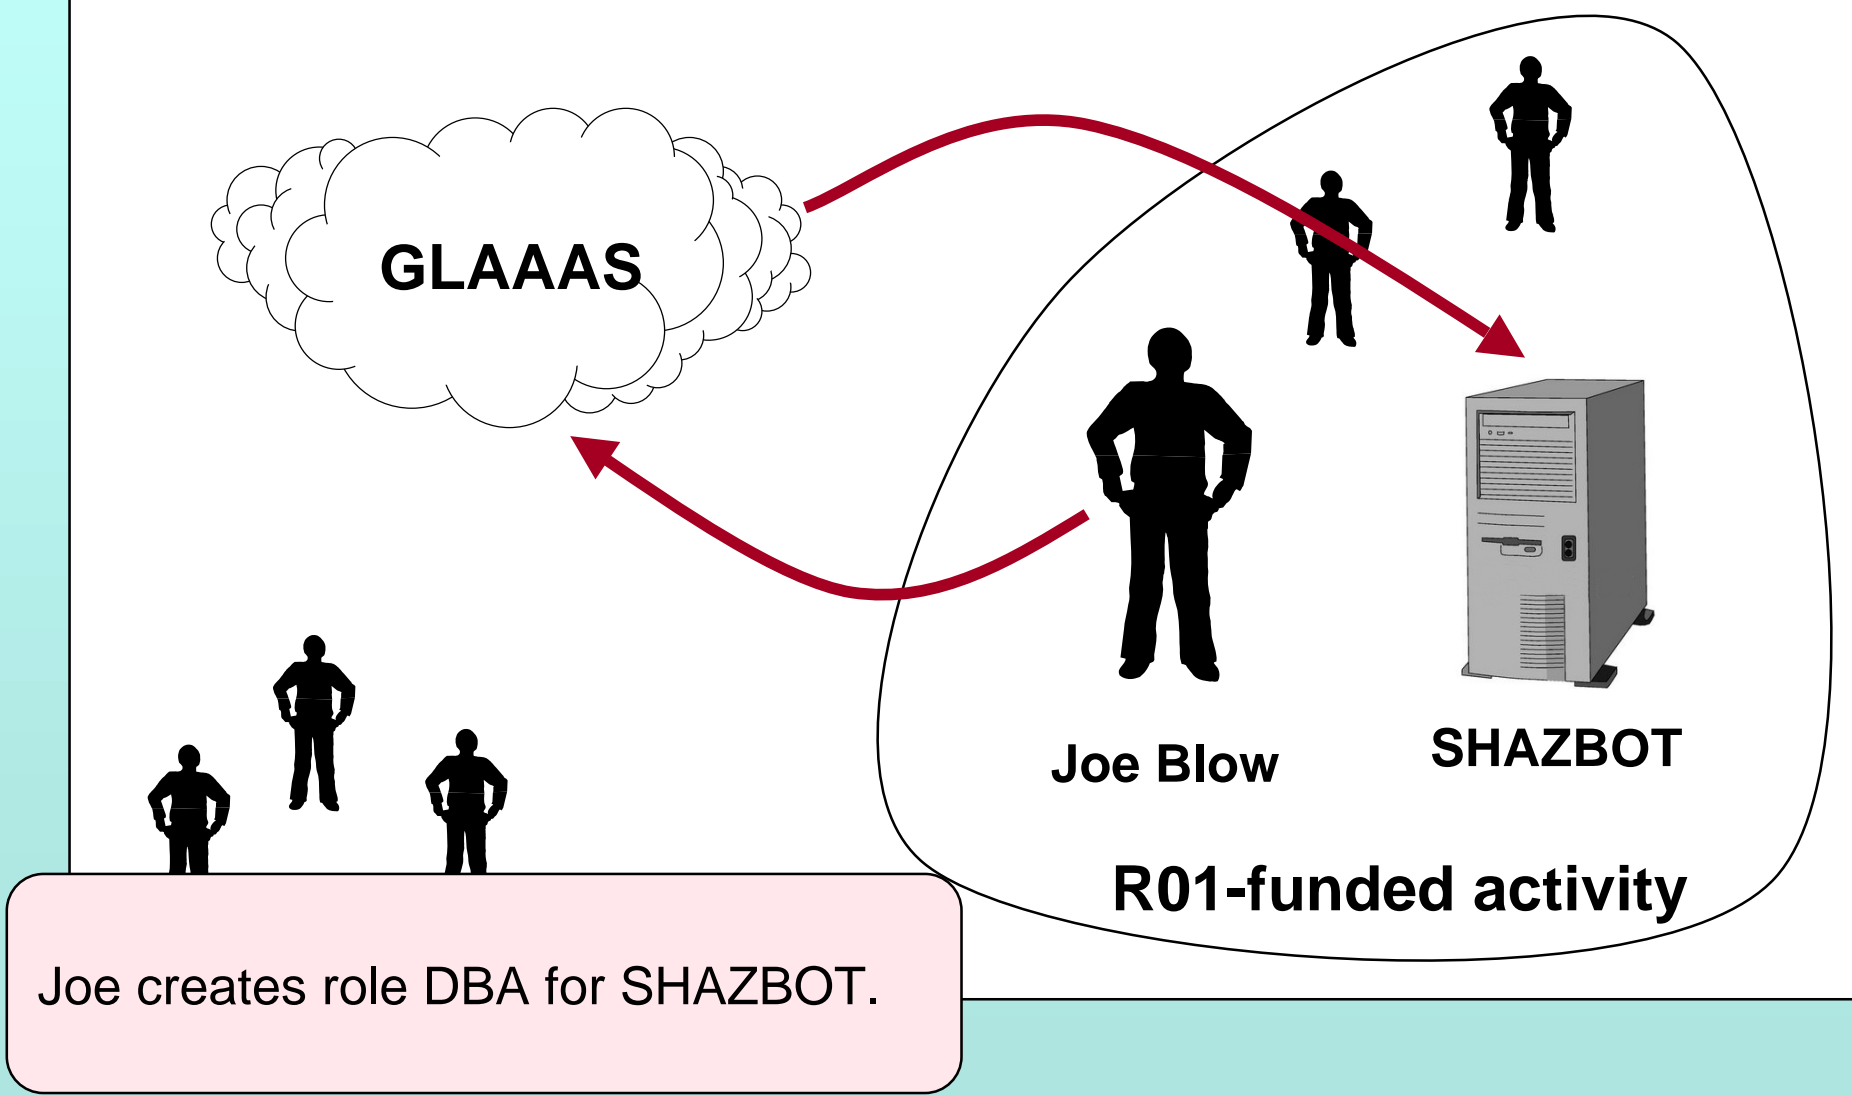 GLAAAS
Joe Blow
SHAZBOT
R01-funded activity
Joe creates role DBA for SHAZBOT.